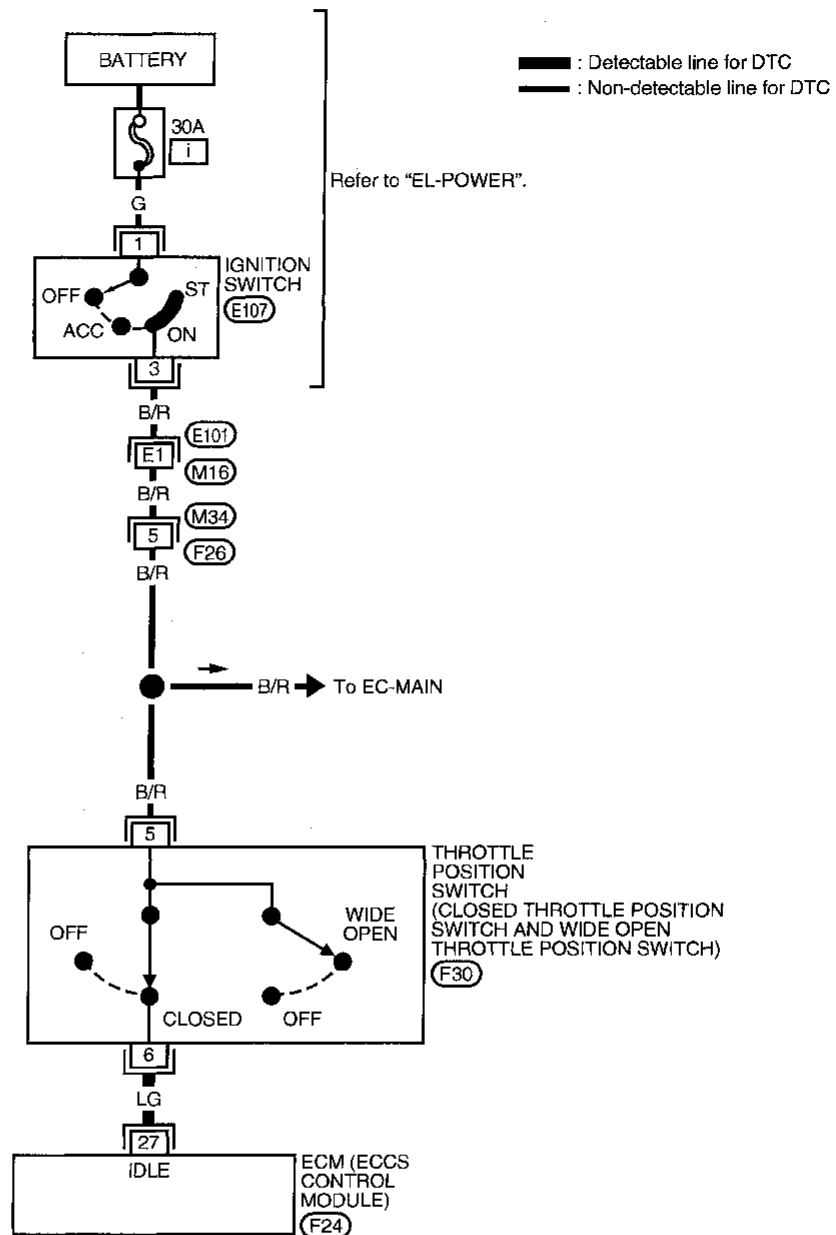 BATTERY
: Detectable line for DTC
: Non-detectable line for DTC
30A
i
Refer to "EL-POWER".
G
1
IGNITION
SWITCH
E107
OFF
ST
ACC
ON
3
B/R
E101
E1
M16
B/R
M34
5
F26
B/R
B/R
To EC-MAIN
B/R
5
THROTTLE
POSITION
SWITCH
(CLOSED THROTTLE POSITION
SWITCH AND WIDE OPEN
THROTTLE POSITION SWITCH)
F30
OFF
WIDE
OPEN
CLOSED
OFF
6
LG
27
IDLE
ECM (ECCS
CONTROL
MODULE)
F24